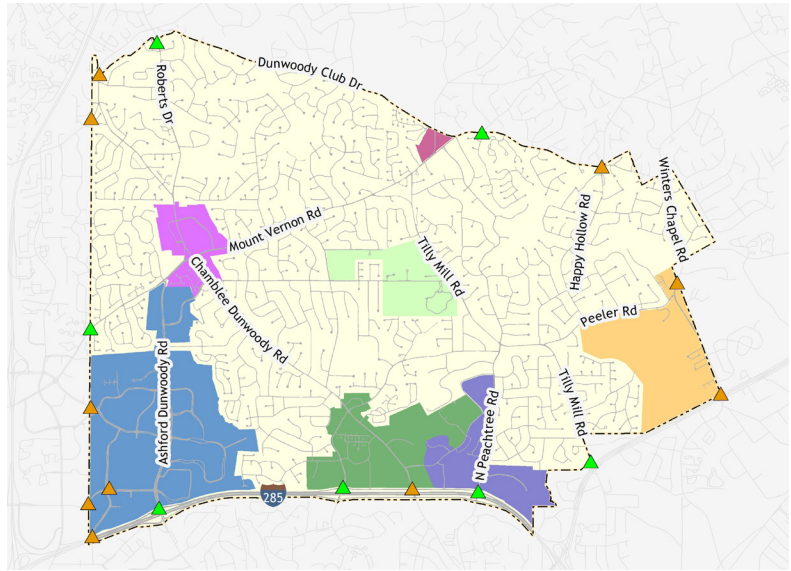 Dunwoody Club Dr
Roberts Dr
Winters Chapel Rd
Mount Vernon Rd
Happy Hollow Rd
Tilly Mill Rd
Chamblee Dunwoody Rd
Peeler Rd
Ashford Dunwoody Rd
Tilly Mill Rd
N Peachtree Rd
285